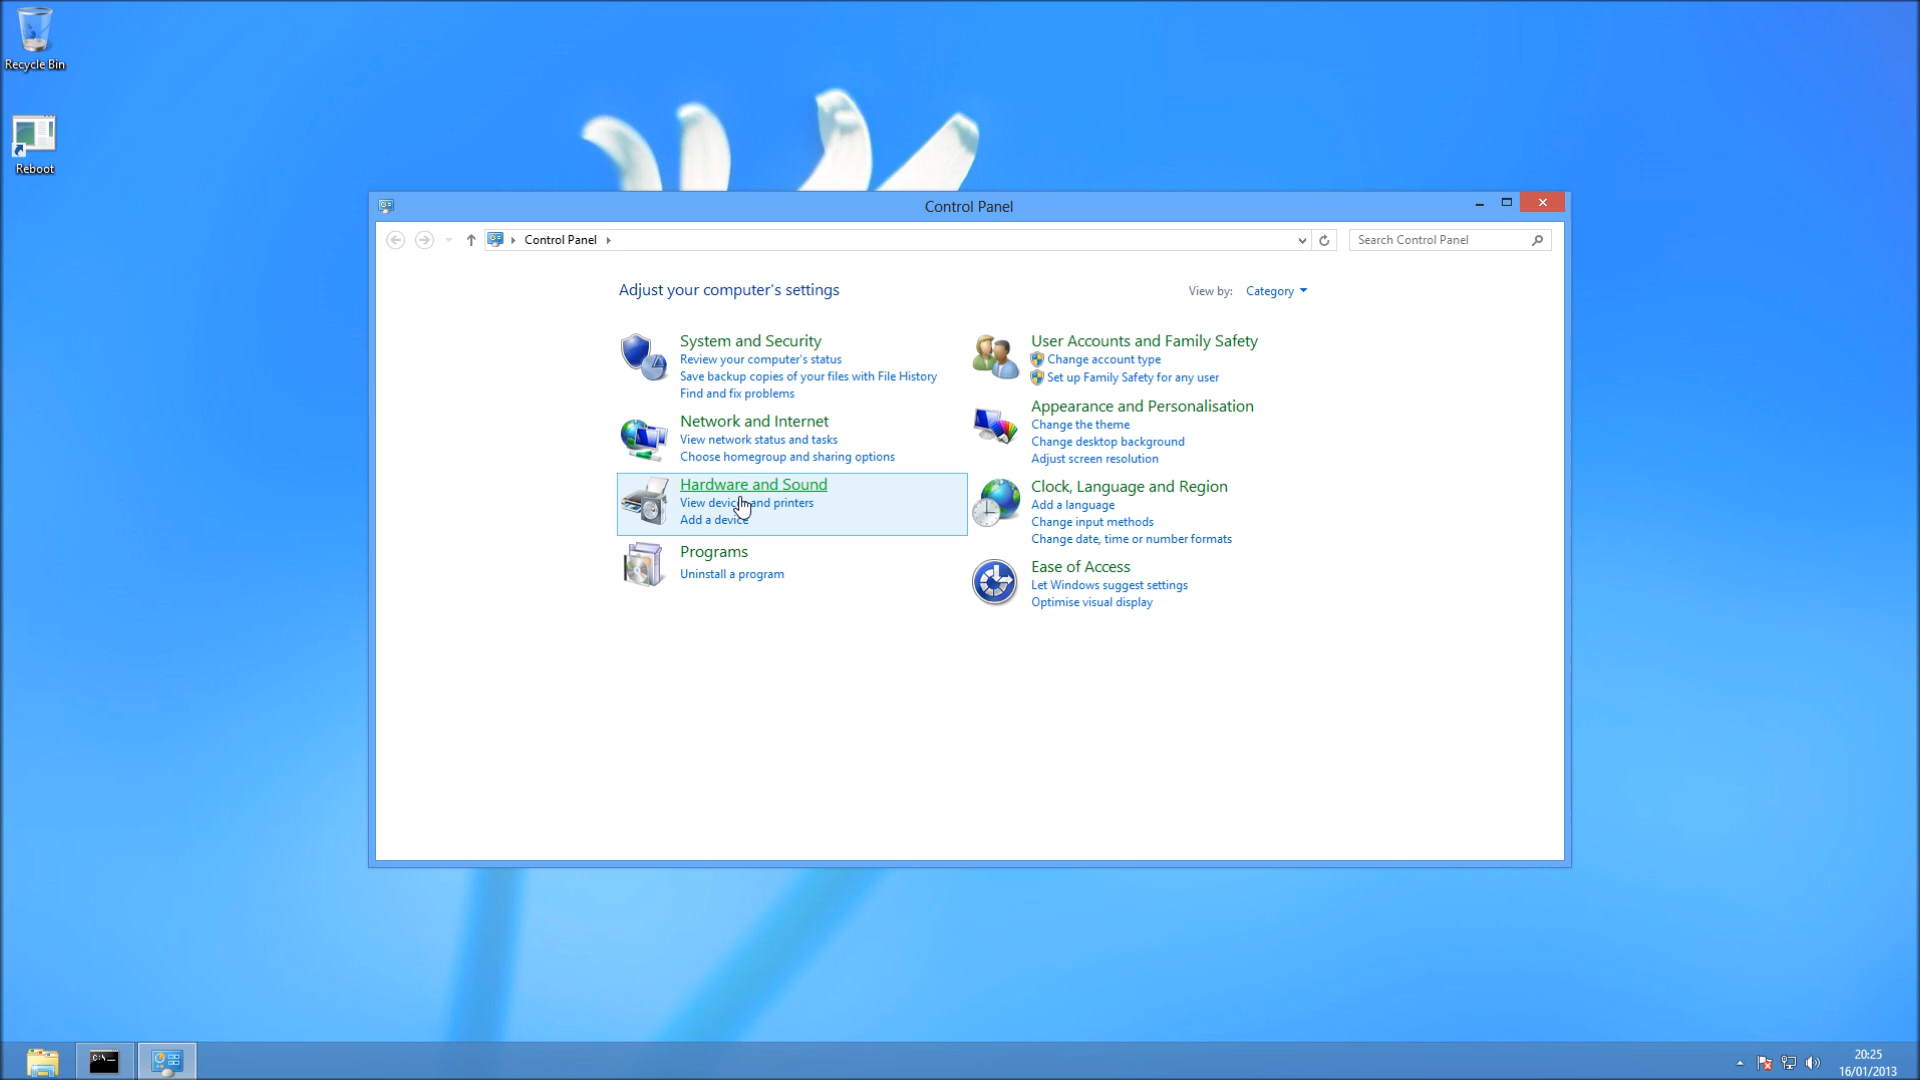 Recycle Bin
Reboot
Control Panel
Control Panel
Search Control Panel
Adjust your computer's settings
View by: Category
System and Security
Review your computer's status
Save backup copies of your files with File History
Find and fix problems
Network and Internet
View network status and tasks
Choose homegroup and sharing options
Hardware and Sound
View devices and printers
Add a device
Programs
Uninstall a program
User Accounts and Family Safety
Change account type
Set up Family Safety for any user
Appearance and Personalisation
Change the theme
Change desktop background
Adjust screen resolution
Clock, Language and Region
Add a language
Change input methods
Change date, time or number formats
Ease of Access
Let Windows suggest settings
Optimise visual display
C:\
20:25
16/01/2013